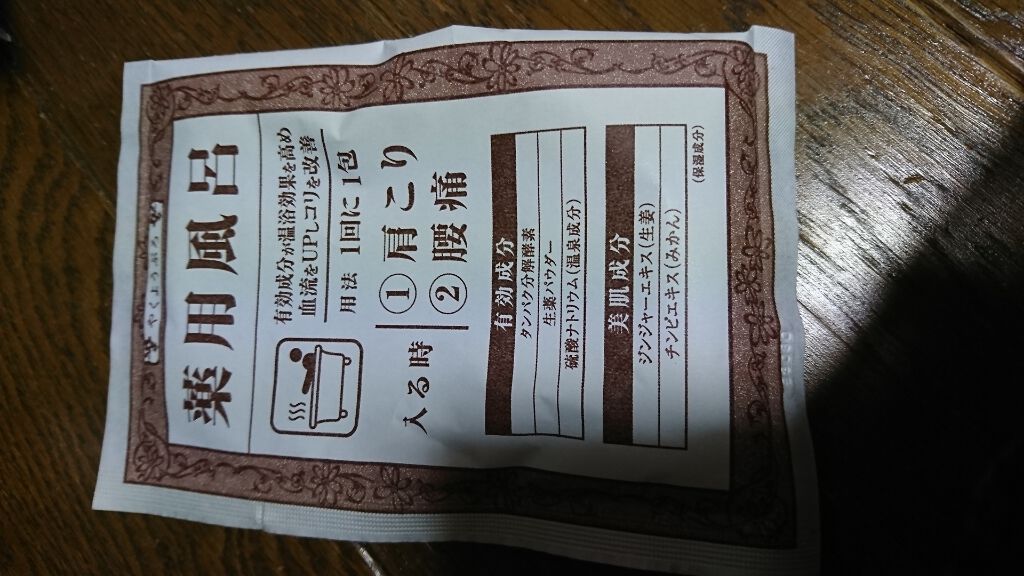 やくようぶろ
薬用風呂
有効成分が温浴効果を高め
血流をUPしコリを改善
用法 1回に1包
入る時
①肩こり
②腰痛
有効成分
タンパク分解酵素
生薬パウダー
硫酸ナトリウム(温泉成分)
美肌成分
ジンジャーエキス(生姜)
チンピエキス(みかん)
(保湿成分)